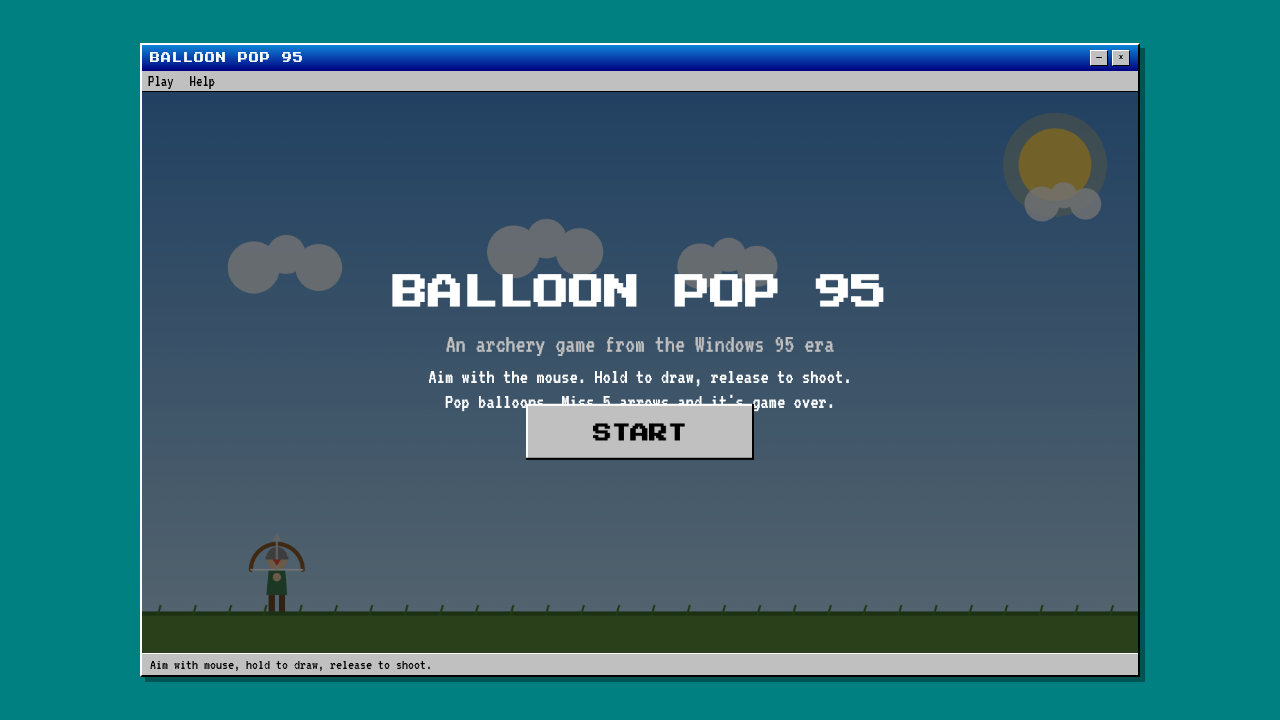 BALLOON POP 95
Play Help
BALLOON POP 95
An archery game from the Windows 95 era
Aim with the mouse. Hold to draw, release to shoot.
Pop balloons. Miss 5 arrows and it's game over.
START
Aim with mouse, hold to draw, release to shoot.